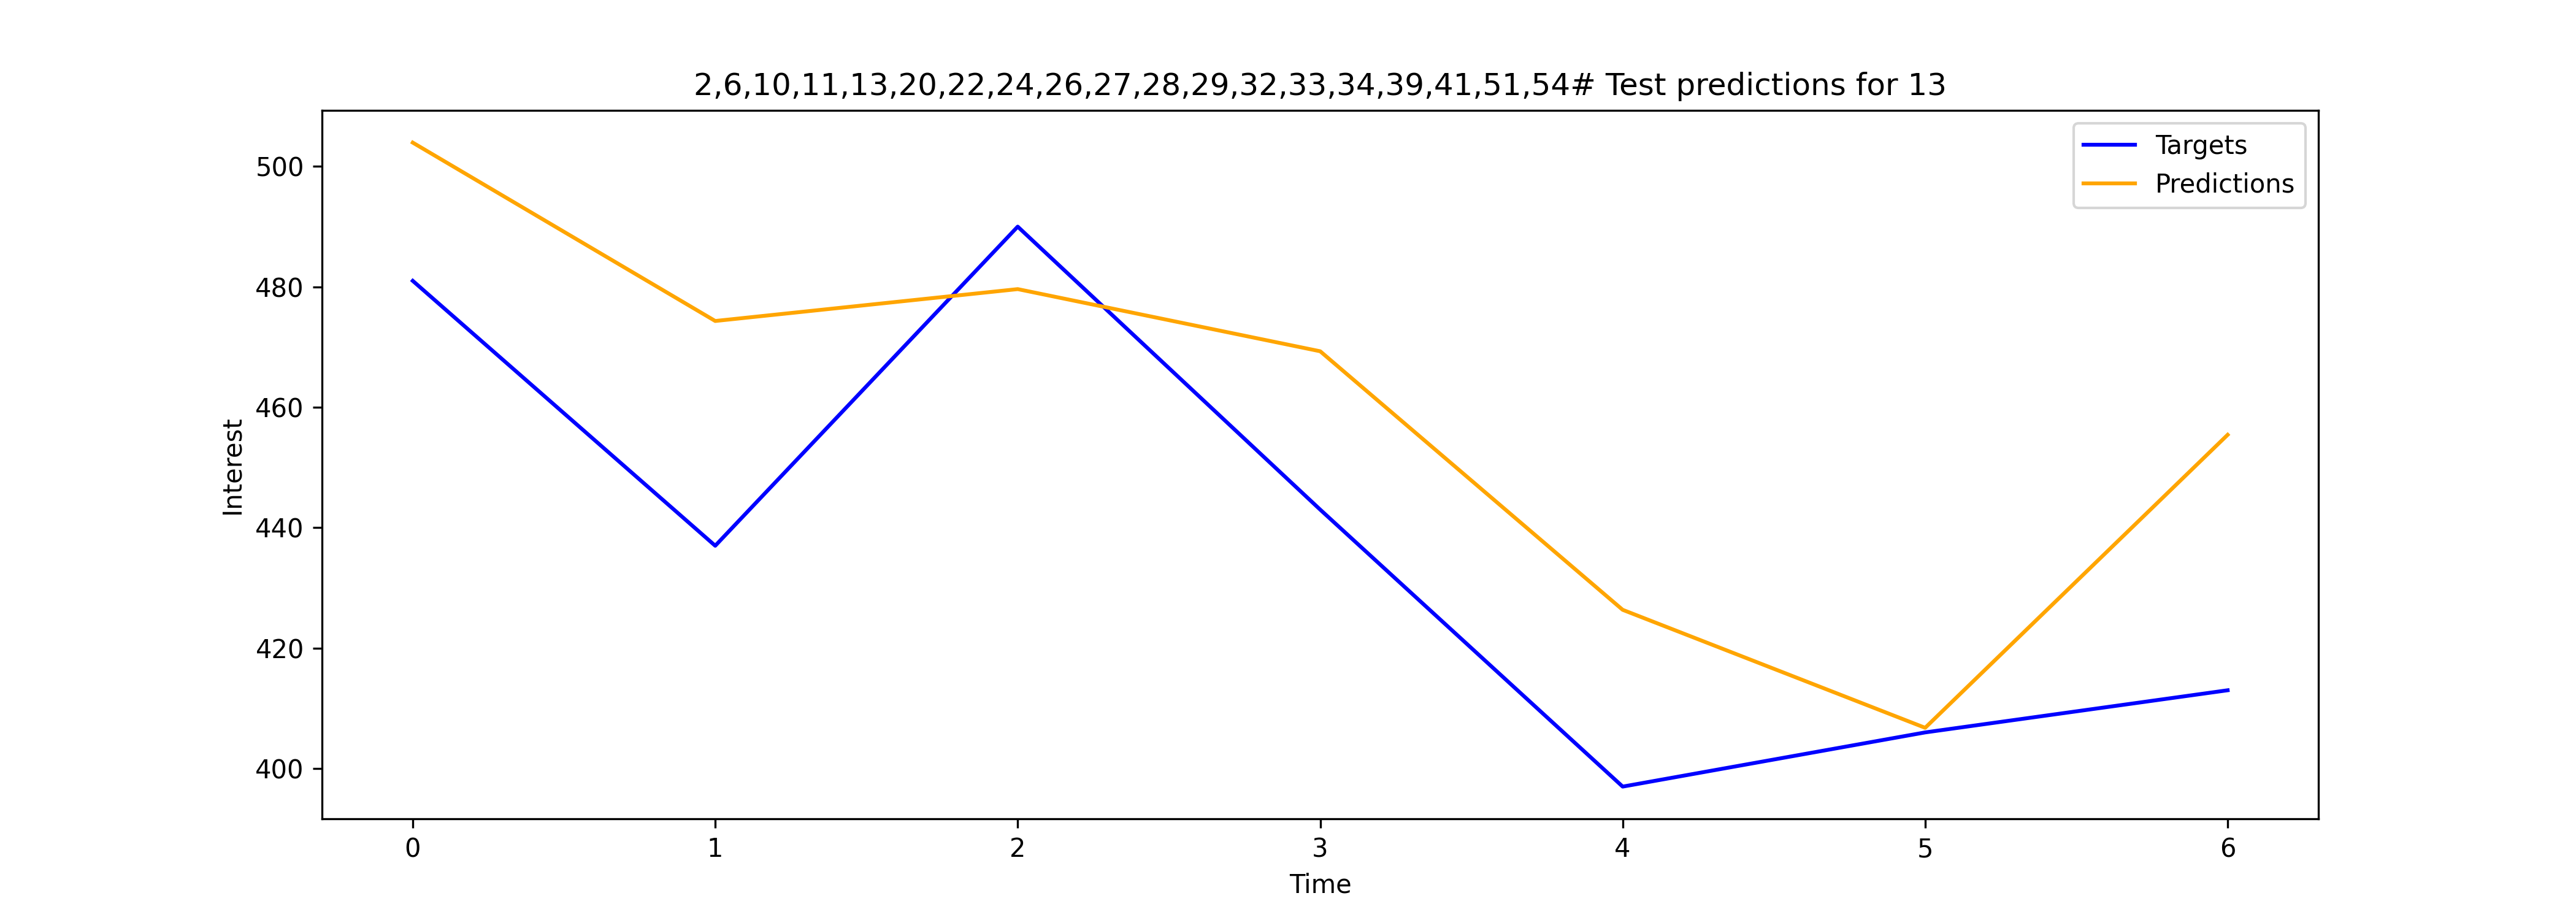 2,6,10,11,13,20,22,24,26,27,28,29,32,33,34,39,41,51,54# Test predictions for 13
Targets
Predictions
500
480
460
440
420
400
Interest
0 1 2 3 4 5 6
Time